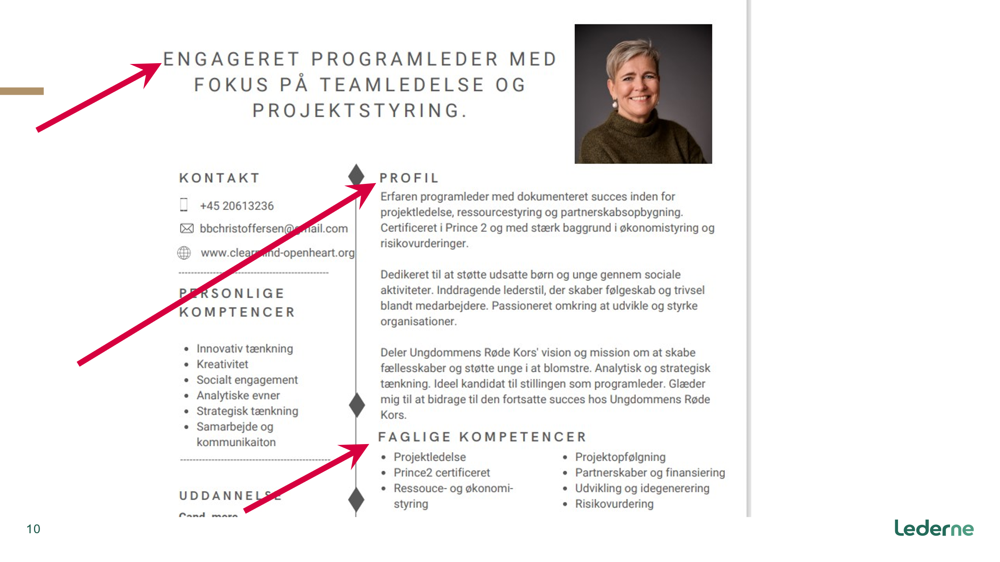 ENGAGERET PROGRAMLEDER MED
FOKUS PÅ TEAMLEDELSE OG
PROJEKTSTYRING.
KONTAKT
+45 20613236
bbchristoffersen@gmail.com
www.clearmind-openheart.org
PERSONLIGE
KOMPTENCER
Innovativ tænkning
Kreativitet
Socialt engagement
Analytiske evner
Strategisk tænkning
Samarbejde og
kommunikaiton
UDDANNELSE
PROFIL
Erfaren programleder med dokumenteret succes inden for
projektledelse, ressourcestyring og partnerskabsopbygning.
Certificeret i Prince 2 og med stærk baggrund i økonomistyring og
risikovurderinger.
Dedikeret til at støtte udsatte børn og unge gennem sociale
aktiviteter. Inddragende lederstil, der skaber følgeskab og trivsel
blandt medarbejdere. Passioneret omkring at udvikle og styrke
organisationer.
Deler Ungdommens Røde Kors' vision og mission om at skabe
fællesskaber og støtte unge i at blomstre. Analytisk og strategisk
tænkning. Ideel kandidat til stillingen som programleder. Glæder
mig til at bidrage til den fortsatte succes hos Ungdommens Røde
Kors.
FAGLIGE KOMPETENCER
Projektledelse
Prince2 certificeret
Ressouce- og økonomi-
styring
Projektopfølgning
Partnerskaber og finansiering
Udvikling og idegenerering
Risikovurdering
10
Lederne